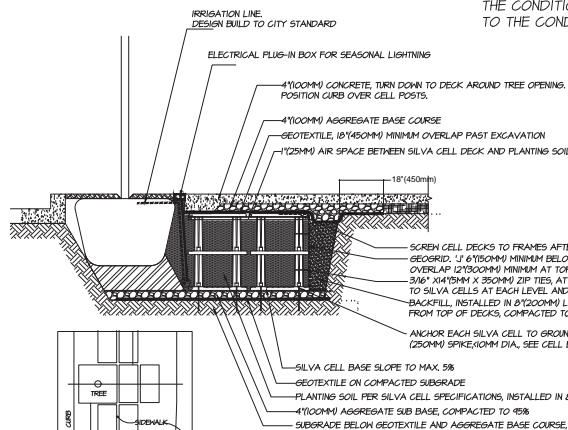 THE CONDITIO
TO THE COND
IRRIGATION LINE.
DESIGN BUILD TO CITY STANDARD
ELECTRICAL PLUG-IN BOX FOR SEASONAL LIGHTNING
4"(100MM) CONCRETE, TURN DOWN TO DECK AROUND TREE OPENING.
POSITION CURB OVER CELL POSTS.
4"(100MM) AGGREGATE BASE COURSE
GEOTEXTILE, 18"(450MM) MINIMUM OVERLAP PAST EXCAVATION
1"(25MM) AIR SPACE BETWEEN SILVA CELL DECK AND PLANTING SOIL
18"(450mm)
SCREW CELL DECKS TO FRAMES AFTE
GEOGRID. 'J' 6"(150MM) MINIMUM BELO
OVERLAP 12"(300MM) MINIMUM AT TOP
3/16" X14"(5MM X 350MM) ZIP TIES, AT
TO SILVA CELLS AT EACH LEVEL AND
BACKFILL, INSTALLED IN 8"(200MM) L
FROM TOP OF DECKS, COMPACTED TO
ANCHOR EACH SILVA CELL TO GROUN
(250MM) SPIKE,<10MM DIA., SEE CELL
SILVA CELL BASE SLOPE TO MAX. 5%
GEOTEXTILE ON COMPACTED SUBGRADE
PLANTING SOIL PER SILVA CELL SPECIFICATIONS, INSTALLED IN
4"(100MM) AGGREGATE SUB BASE, COMPACTED TO 95%
SUBGRADE BELOW GEOTEXTILE AND AGGREGATE BASE COURSE,
TREE
CURB
SIDEWALK